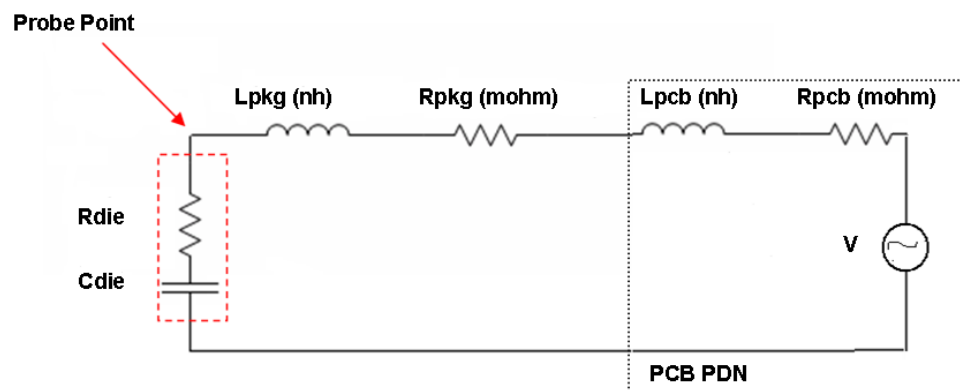 Probe Point
Lpkg (nh)
Rpkg (mohm)
Lpcb (nh)
Rpcb (mohm)
Rdie
Cdie
V
PCB PDN